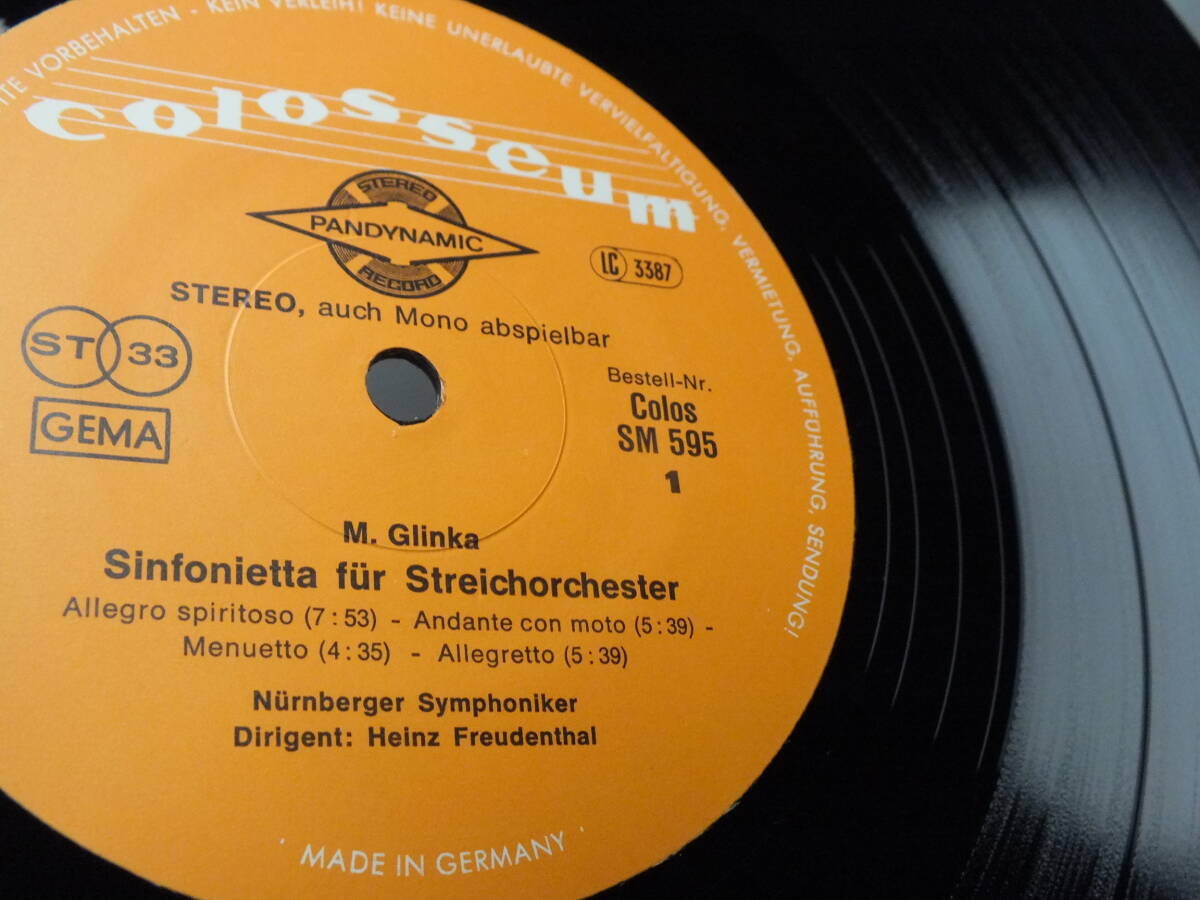 VORBEHALTEN - KEIN VERLEIH! KEINE UNERLAUBTE VERVIELFÄLTIGUNG, VERMIETUNG, AUFFÜHRUNG, SENDUNG!
colosseum
STEREO
PANDYNAMIC
RECORD
LC 3387
STEREO, auch Mono abspielbar
ST 33
GEMA
Bestell-Nr.
Colos
SM 595
1
M. Glinka
Sinfonietta für Streichorchester
Allegro spiritoso (7:53) - Andante con moto (5:39) -
Menuetto (4:35) - Allegretto (5:39)
Nürnberger Symphoniker
Dirigent: Heinz Freudenthal
· MADE IN GERMANY ·